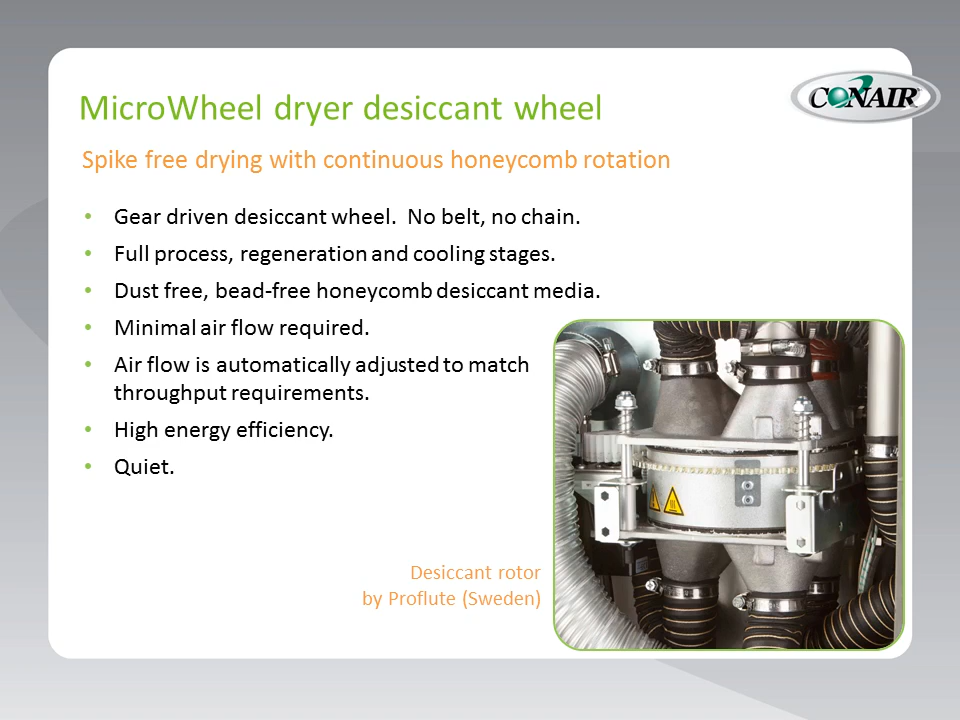 MicroWheel dryer desiccant wheel
CONAIR
Spike free drying with continuous honeycomb rotation
• Gear driven desiccant wheel.  No belt, no chain.
• Full process, regeneration and cooling stages.
• Dust free, bead-free honeycomb desiccant media.
• Minimal air flow required.
• Air flow is automatically adjusted to match
throughput requirements.
• High energy efficiency.
• Quiet.
Desiccant rotor
by Proflute (Sweden)